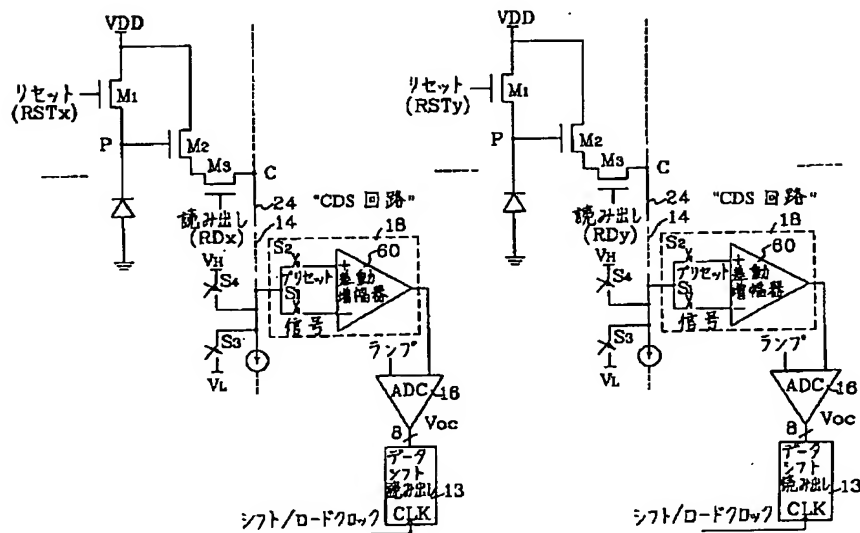 VDD
リセット
(RSTx)
M1
P
M2
M3
C
24
"CDS 回路"
読み出し
(RDx)
14
18
VH
S4
S2
プリセット
S1
信号
+
差動
増幅器
−
60
S3
VL
ランプ
ADC
16
8
Voc
データ
シフト
読み出し
13
CLK
シフト/ロードクロック
VDD
リセット
(RSTy)
M1
P
M2
M3
C
24
"CDS 回路"
読み出し
(RDy)
14
18
VH
S4
S2
プリセット
S1
信号
+
差動
増幅器
−
60
S3
VL
ランプ
ADC
16
8
Voc
データ
シフト
読み出し
13
CLK
シフト/ロードクロック